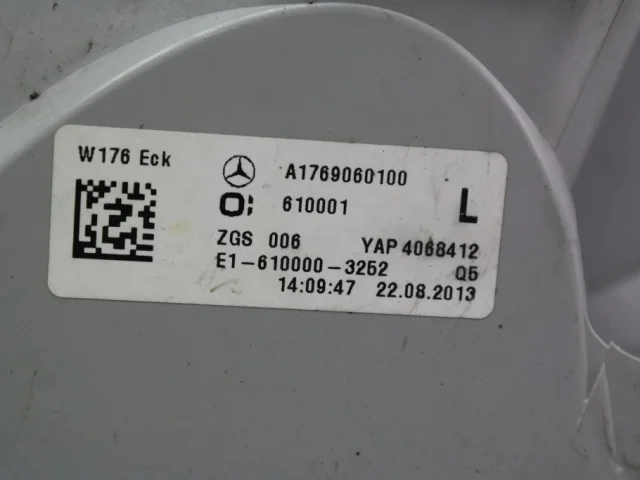 W176 Eck
A1769060100
O; 610001 L
ZGS 006 YAP 4068412
E1-610000-3252 Q5
14:09:47 22.08.2013